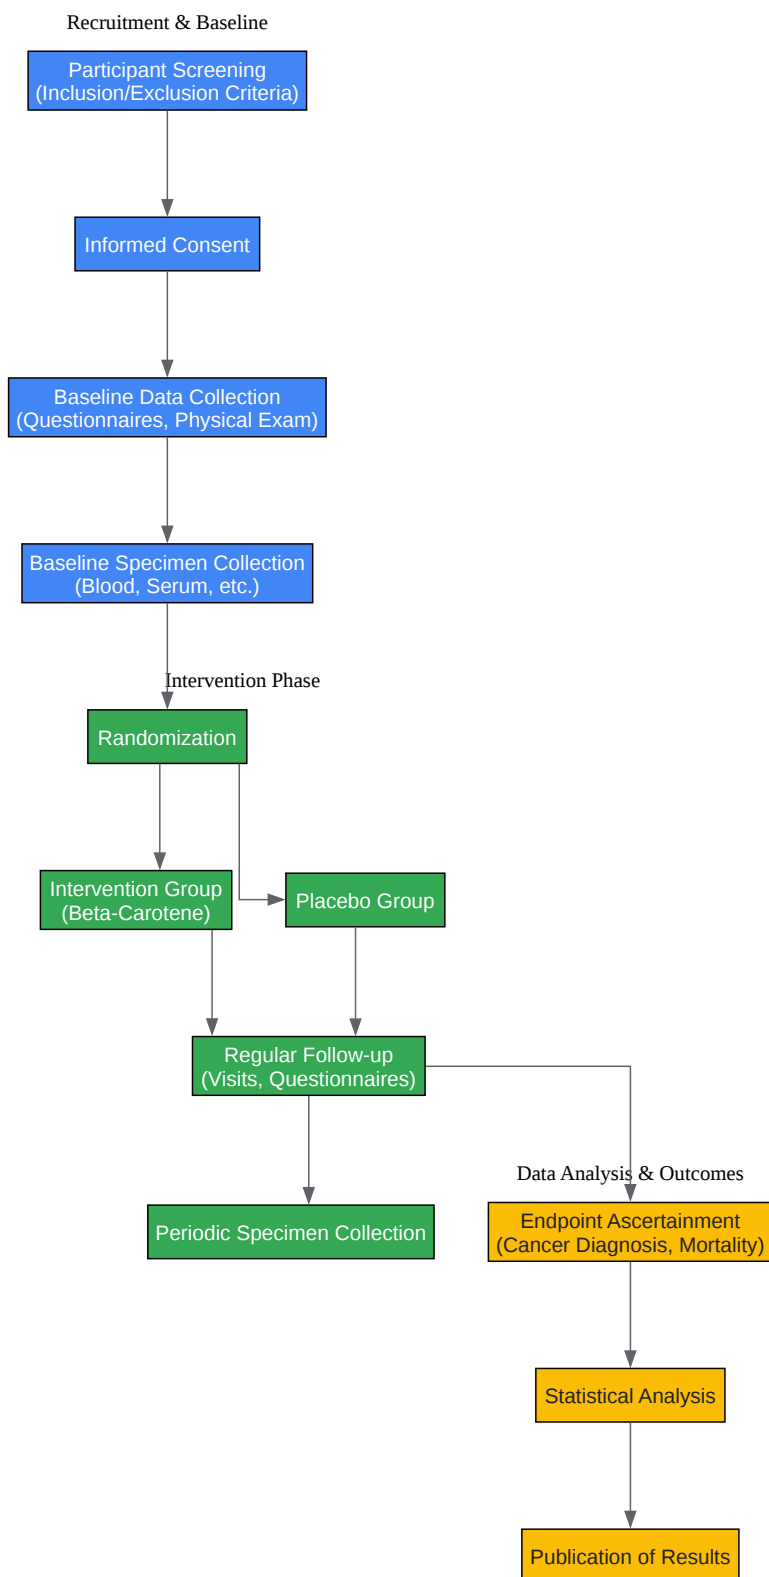 Recruitment & Baseline
Participant Screening
(Inclusion/Exclusion Criteria)
Informed Consent
Baseline Data Collection
(Questionnaires, Physical Exam)
Baseline Specimen Collection
(Blood, Serum, etc.)
Intervention Phase
Randomization
Intervention Group
(Beta-Carotene)
Placebo Group
Regular Follow-up
(Visits, Questionnaires)
Periodic Specimen Collection
Data Analysis & Outcomes
Endpoint Ascertainment
(Cancer Diagnosis, Mortality)
Statistical Analysis
Publication of Results